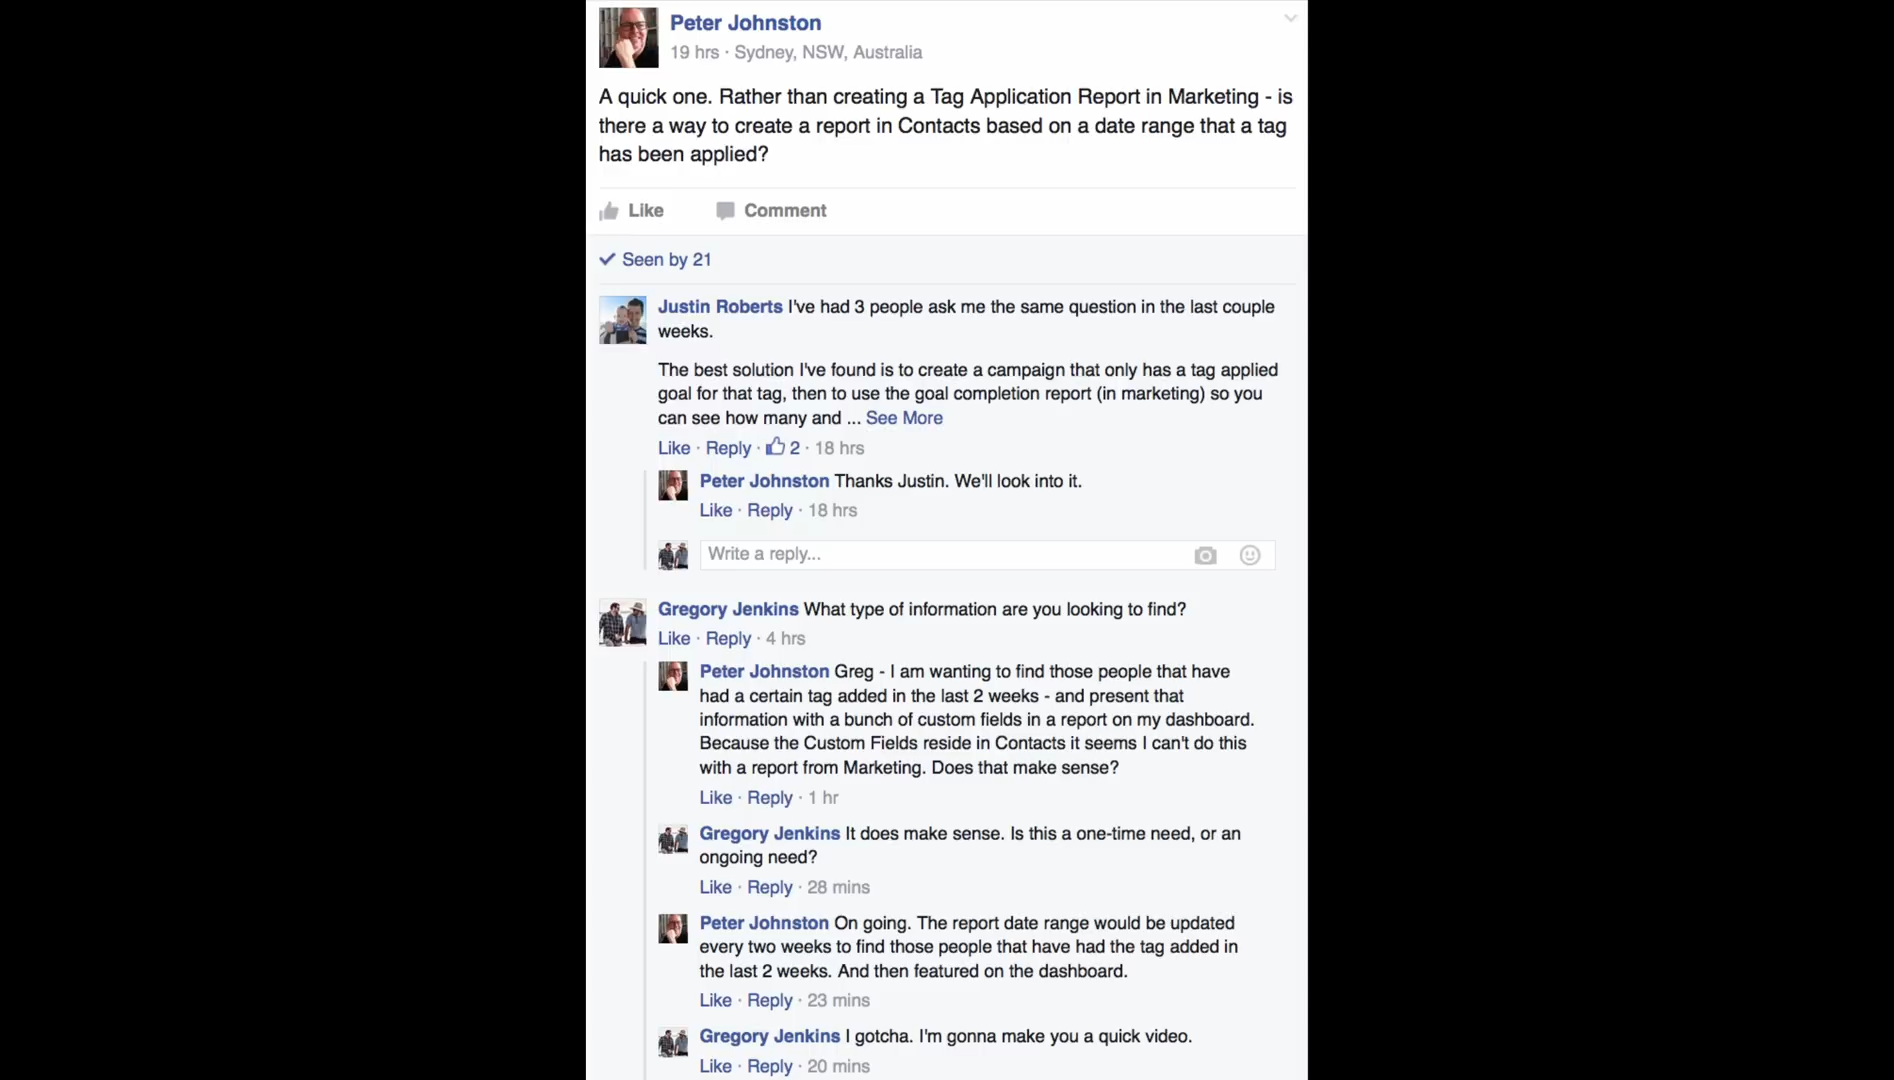 Peter Johnston
19 hrs · Sydney, NSW, Australia
A quick one. Rather than creating a Tag Application Report in Marketing - is
there a way to create a report in Contacts based on a date range that a tag
has been applied?
Like Comment
Seen by 21
Justin Roberts I've had 3 people ask me the same question in the last couple
weeks.
The best solution I've found is to create a campaign that only has a tag applied
goal for that tag, then to use the goal completion report (in marketing) so you
can see how many and ... See More
Like · Reply · 2 · 18 hrs
Peter Johnston Thanks Justin. We'll look into it.
Like · Reply · 18 hrs
Write a reply...
Gregory Jenkins What type of information are you looking to find?
Like · Reply · 4 hrs
Peter Johnston Greg - I am wanting to find those people that have
had a certain tag added in the last 2 weeks - and present that
information with a bunch of custom fields in a report on my dashboard.
Because the Custom Fields reside in Contacts it seems I can't do this
with a report from Marketing. Does that make sense?
Like · Reply · 1 hr
Gregory Jenkins It does make sense. Is this a one-time need, or an
ongoing need?
Like · Reply · 28 mins
Peter Johnston On going. The report date range would be updated
every two weeks to find those people that have had the tag added in
the last 2 weeks. And then featured on the dashboard.
Like · Reply · 23 mins
Gregory Jenkins I gotcha. I'm gonna make you a quick video.
Like · Reply · 20 mins